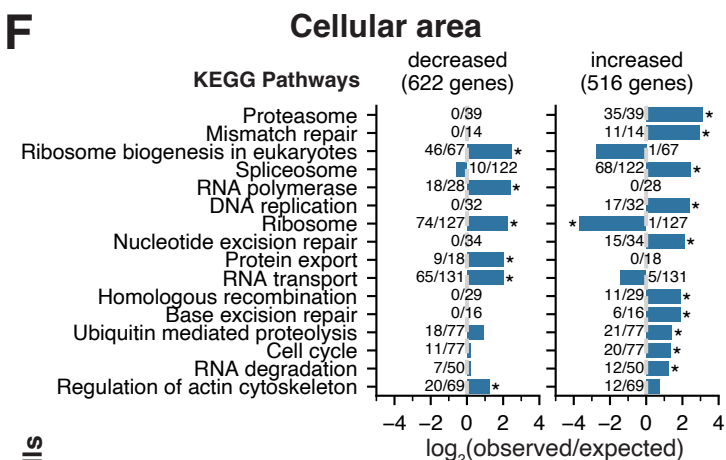 F
Cellular area
KEGG Pathways
decreased
(622 genes)
increased
(516 genes)
Proteasome 0/39 35/39 *
Mismatch repair 0/14 11/14 *
Ribosome biogenesis in eukaryotes 46/67 * 1/67
Spliceosome 10/122 68/122 *
RNA polymerase 18/28 * 0/28
DNA replication 0/32 17/32 *
Ribosome 74/127 * * 1/127
Nucleotide excision repair 0/34 15/34 *
Protein export 9/18 * 0/18
RNA transport 65/131 * 5/131
Homologous recombination 0/29 11/29 *
Base excision repair 0/16 6/16 *
Ubiquitin mediated proteolysis 18/77 21/77 *
Cell cycle 11/77 20/77 *
RNA degradation 7/50 12/50 *
Regulation of actin cytoskeleton 20/69 * 12/69
−4 −2 0 2 4 −4 −2 0 2 4
log₂(observed/expected)
lls